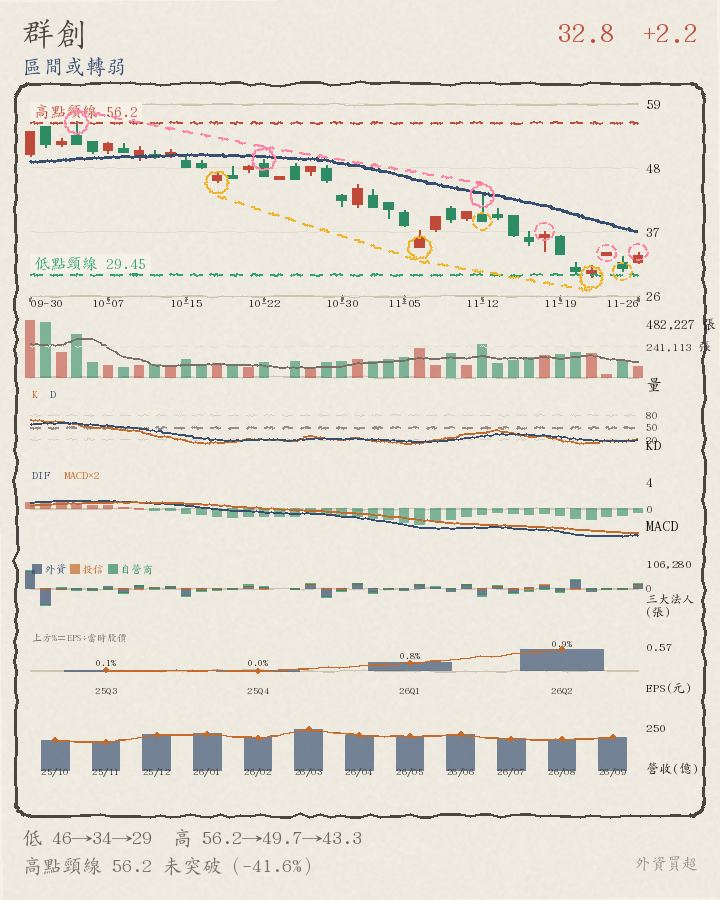 群創
32.8 +2.2
區間或轉弱
高點頸線 56.2
低點頸線 29.45
59
48
37
26
09-30 10-07 10-15 10-22 10-30 11-05 11-12 11-19 11-26
482,227 張
241,113 張
量
K D
80
50
20
KD
DIF MACD×2
4
0
MACD
外資 投信 自營商
106,280
0
三大法人
(張)
上方%=EPS÷當時股價
0.1% 0.0% 0.8% 0.9%
0.57
25Q3 25Q4 26Q1 26Q2
EPS(元)
250
25/10 25/11 25/12 26/01 26/02 26/03 26/04 26/05 26/06 26/07 26/08 26/09
營收(億)
低 46→34→29 高 56.2→49.7→43.3
高點頸線 56.2 未突破 (-41.6%)
外資買超